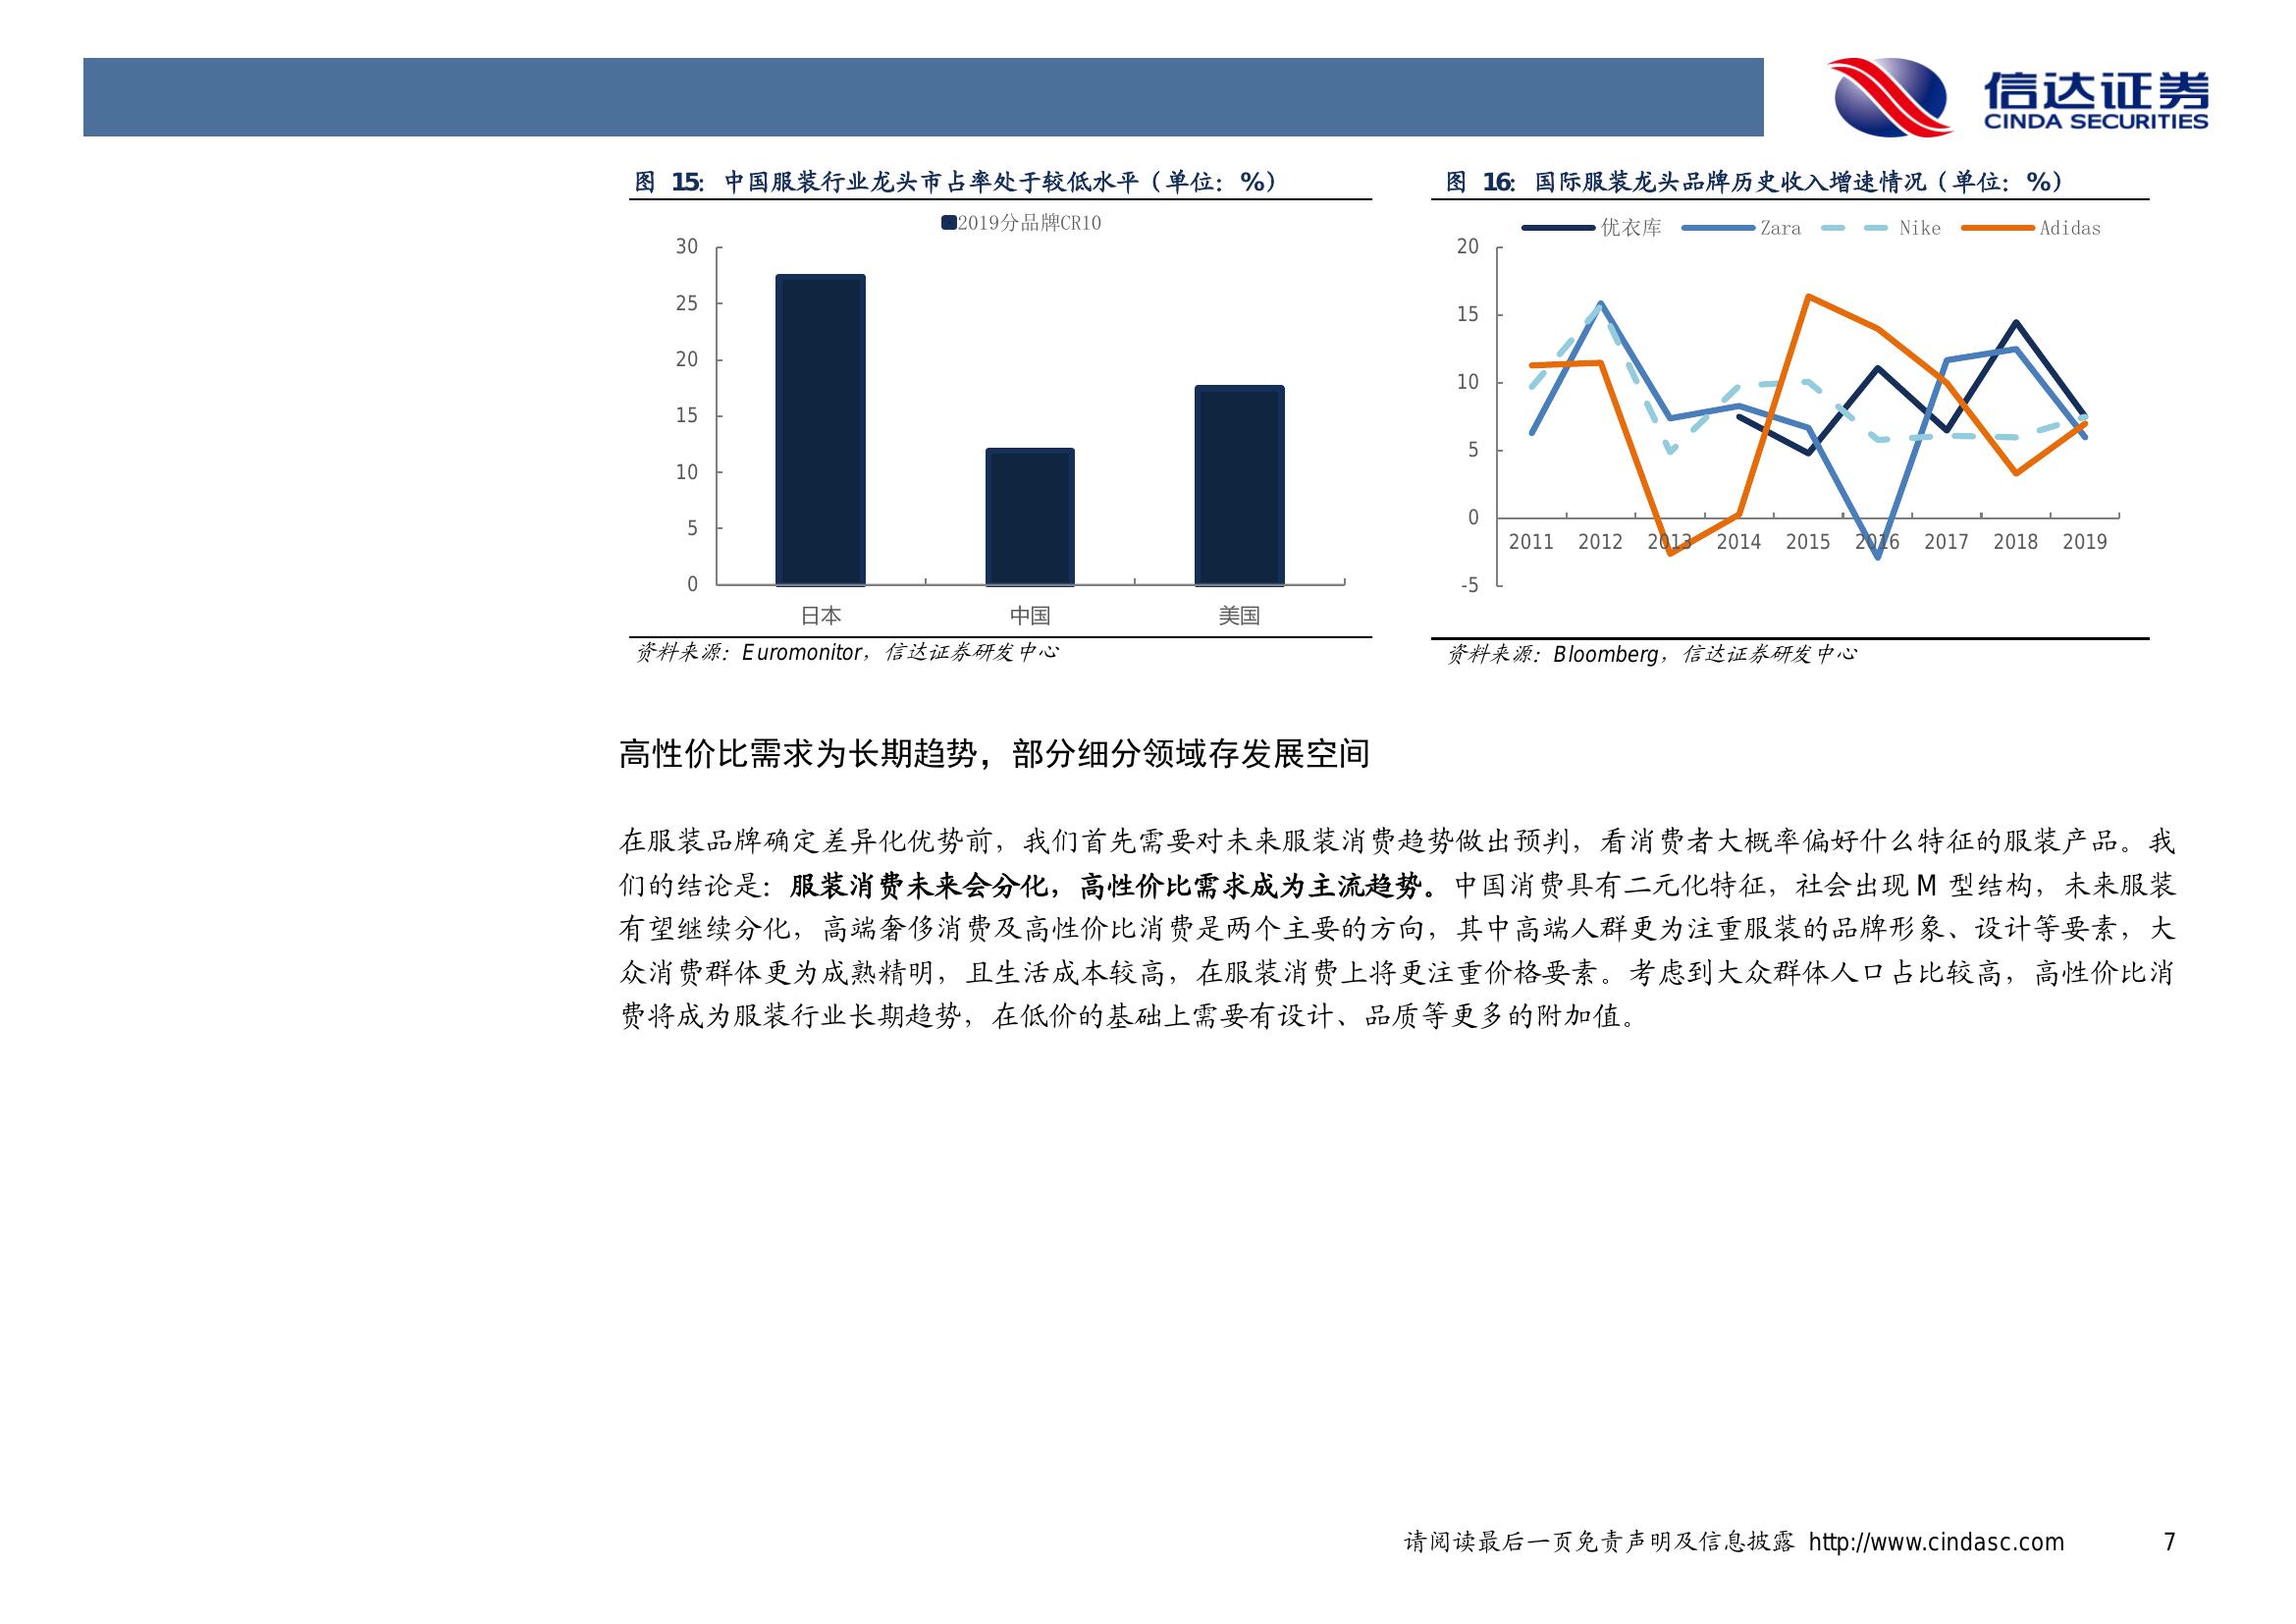 信达证券
CINDA SECURITIES
图 15：中国服装行业龙头市占率处于较低水平（单位：%）
2019分品牌CR10
30
25
20
15
10
5
0
日本 中国 美国
资料来源：Euromonitor，信达证券研发中心
图 16：国际服装龙头品牌历史收入增速情况（单位：%）
优衣库 Zara Nike Adidas
20
15
10
5
0
-5
2011 2012 2013 2014 2015 2016 2017 2018 2019
资料来源：Bloomberg，信达证券研发中心
高性价比需求为长期趋势，部分细分领域存发展空间
在服装品牌确定差异化优势前，我们首先需要对未来服装消费趋势做出预判，看消费者大概率偏好什么特征的服装产品。我
们的结论是：服装消费未来会分化，高性价比需求成为主流趋势。中国消费具有二元化特征，社会出现 M 型结构，未来服装
有望继续分化，高端奢侈消费及高性价比消费是两个主要的方向，其中高端人群更为注重服装的品牌形象、设计等要素，大
众消费群体更为成熟精明，且生活成本较高，在服装消费上将更注重价格要素。考虑到大众群体人口占比较高，高性价比消
费将成为服装行业长期趋势，在低价的基础上需要有设计、品质等更多的附加值。
请阅读最后一页免责声明及信息披露 http://www.cindasc.com 7